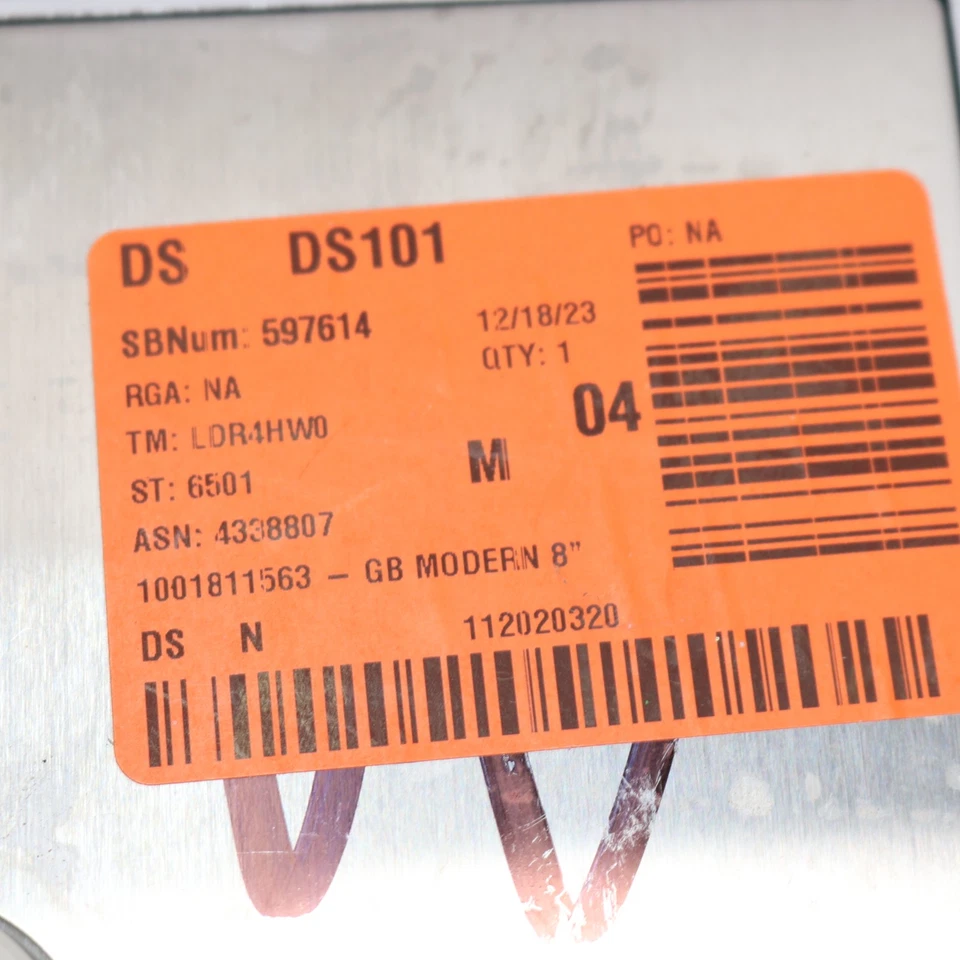 DS DS101
PO: NA
SBNum: 597614 12/18/23
QTY: 1
RGA: NA
04
TM: LDR4HW0
M
ST: 6501
ASN: 4338807
1001811563 – GB MODERN 8"
DS N 112020320